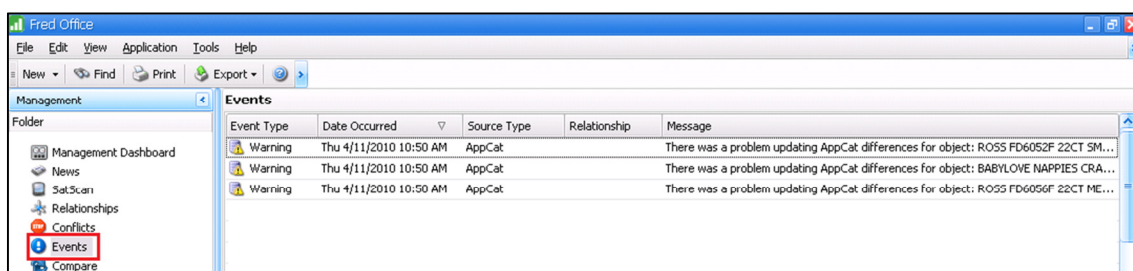 Fred Office
File Edit View Application Tools Help
New Find Print Export
Management
Events
Folder
Event Type Date Occurred Source Type Relationship Message
Warning Thu 4/11/2010 10:50 AM AppCat There was a problem updating AppCat differences for object: ROSS FD6052F 22CT SM...
Warning Thu 4/11/2010 10:50 AM AppCat There was a problem updating AppCat differences for object: BABYLOVE NAPPIES CRA...
Warning Thu 4/11/2010 10:50 AM AppCat There was a problem updating AppCat differences for object: ROSS FD6056F 22CT ME...
Management Dashboard
News
SatScan
Relationships
STOP
Conflicts
Events
Compare